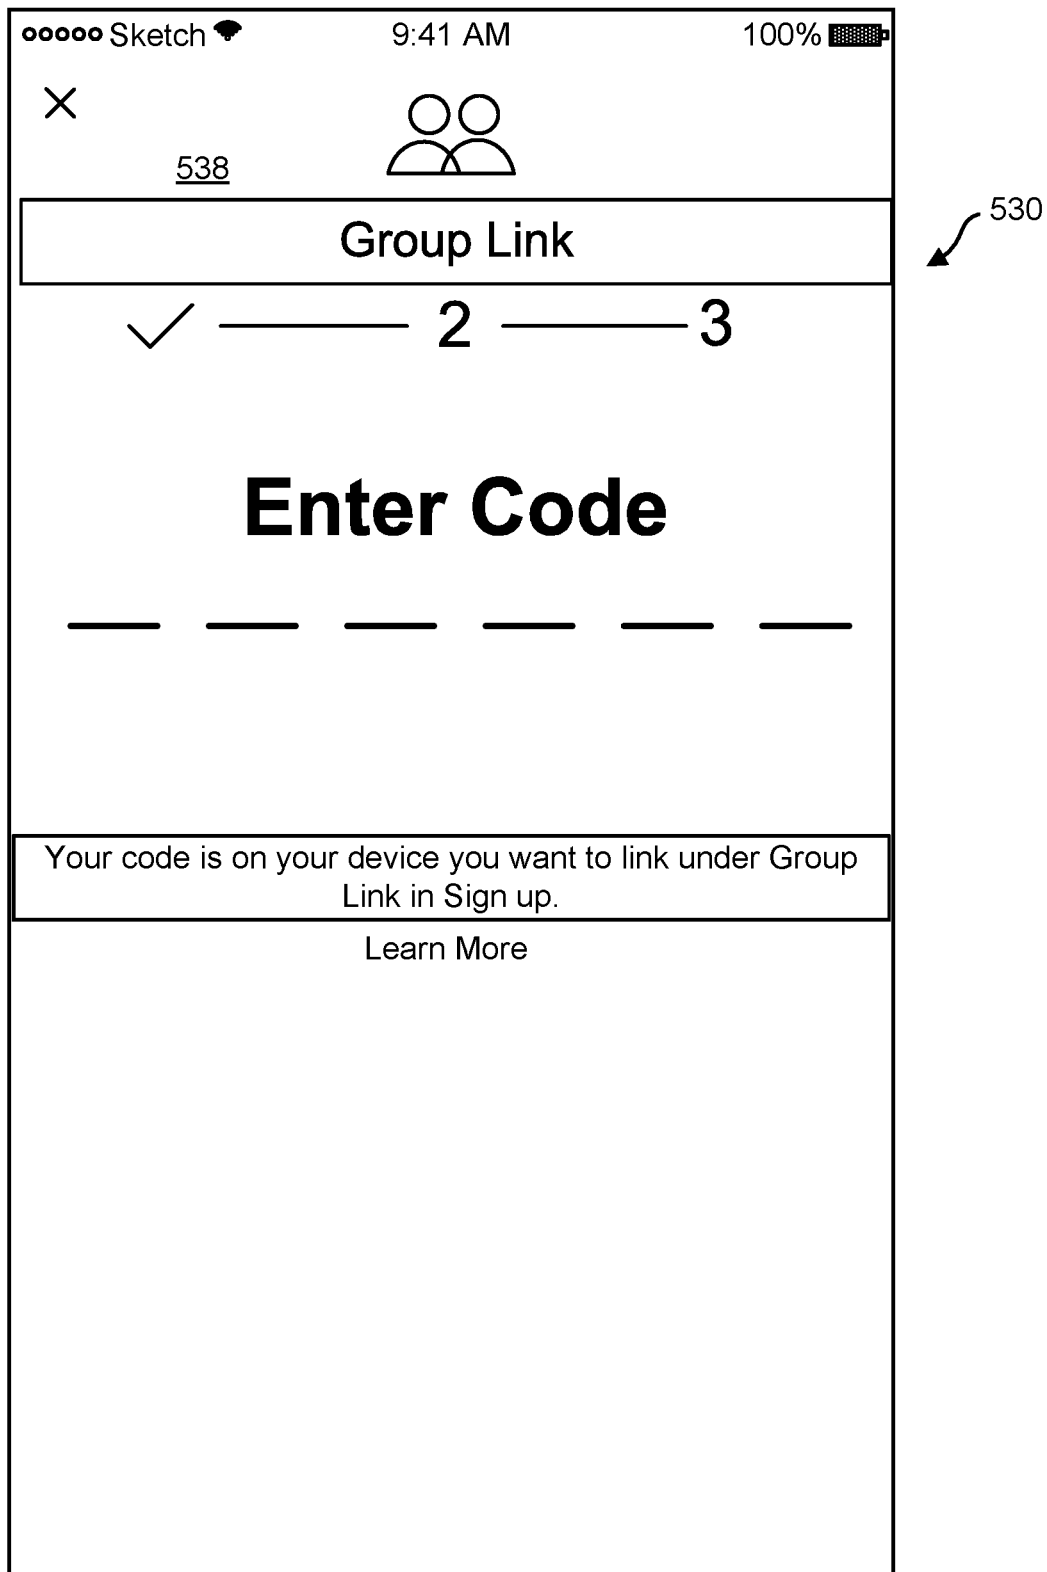 Sketch 9:41 AM 100%
538
530
Group Link
2 3
Enter Code
Your code is on your device you want to link under Group
Link in Sign up.
Learn More